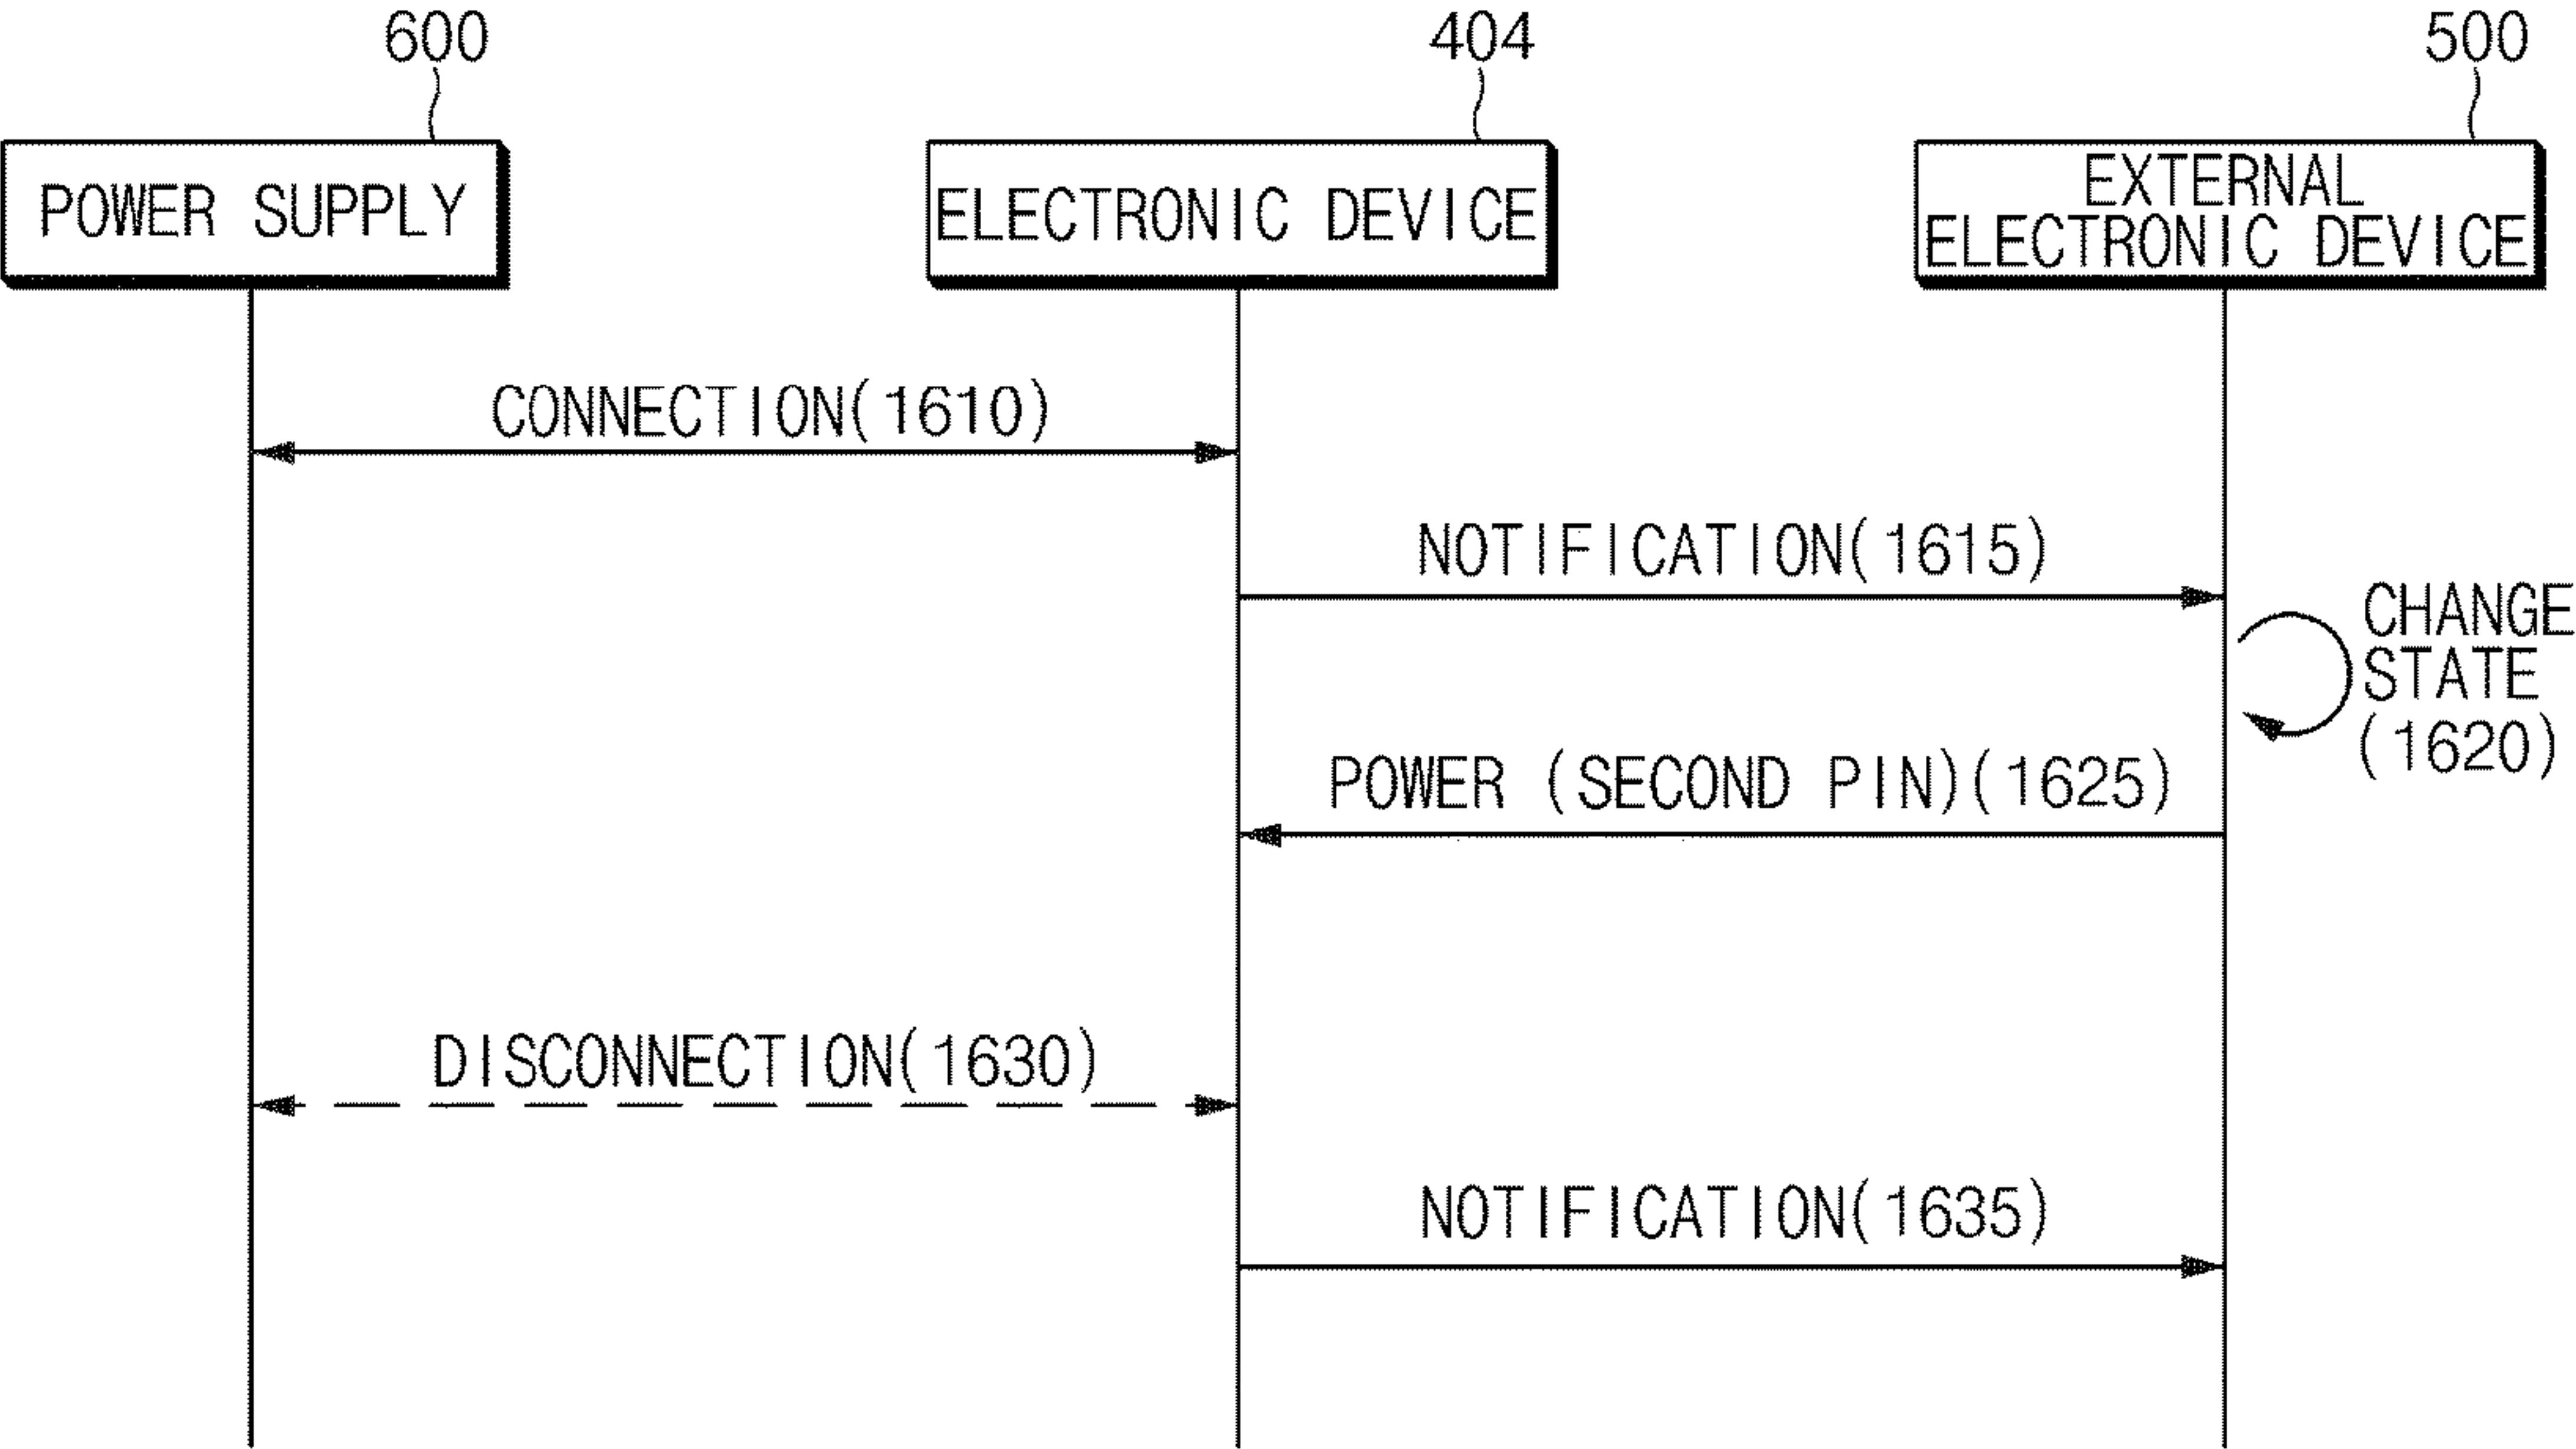 600
404
500
POWER SUPPLY
ELECTRONIC DEVICE
EXTERNAL
ELECTRONIC DEVICE
CONNECTION(1610)
NOTIFICATION(1615)
CHANGE
STATE
(1620)
POWER (SECOND PIN)(1625)
DISCONNECTION(1630)
NOTIFICATION(1635)